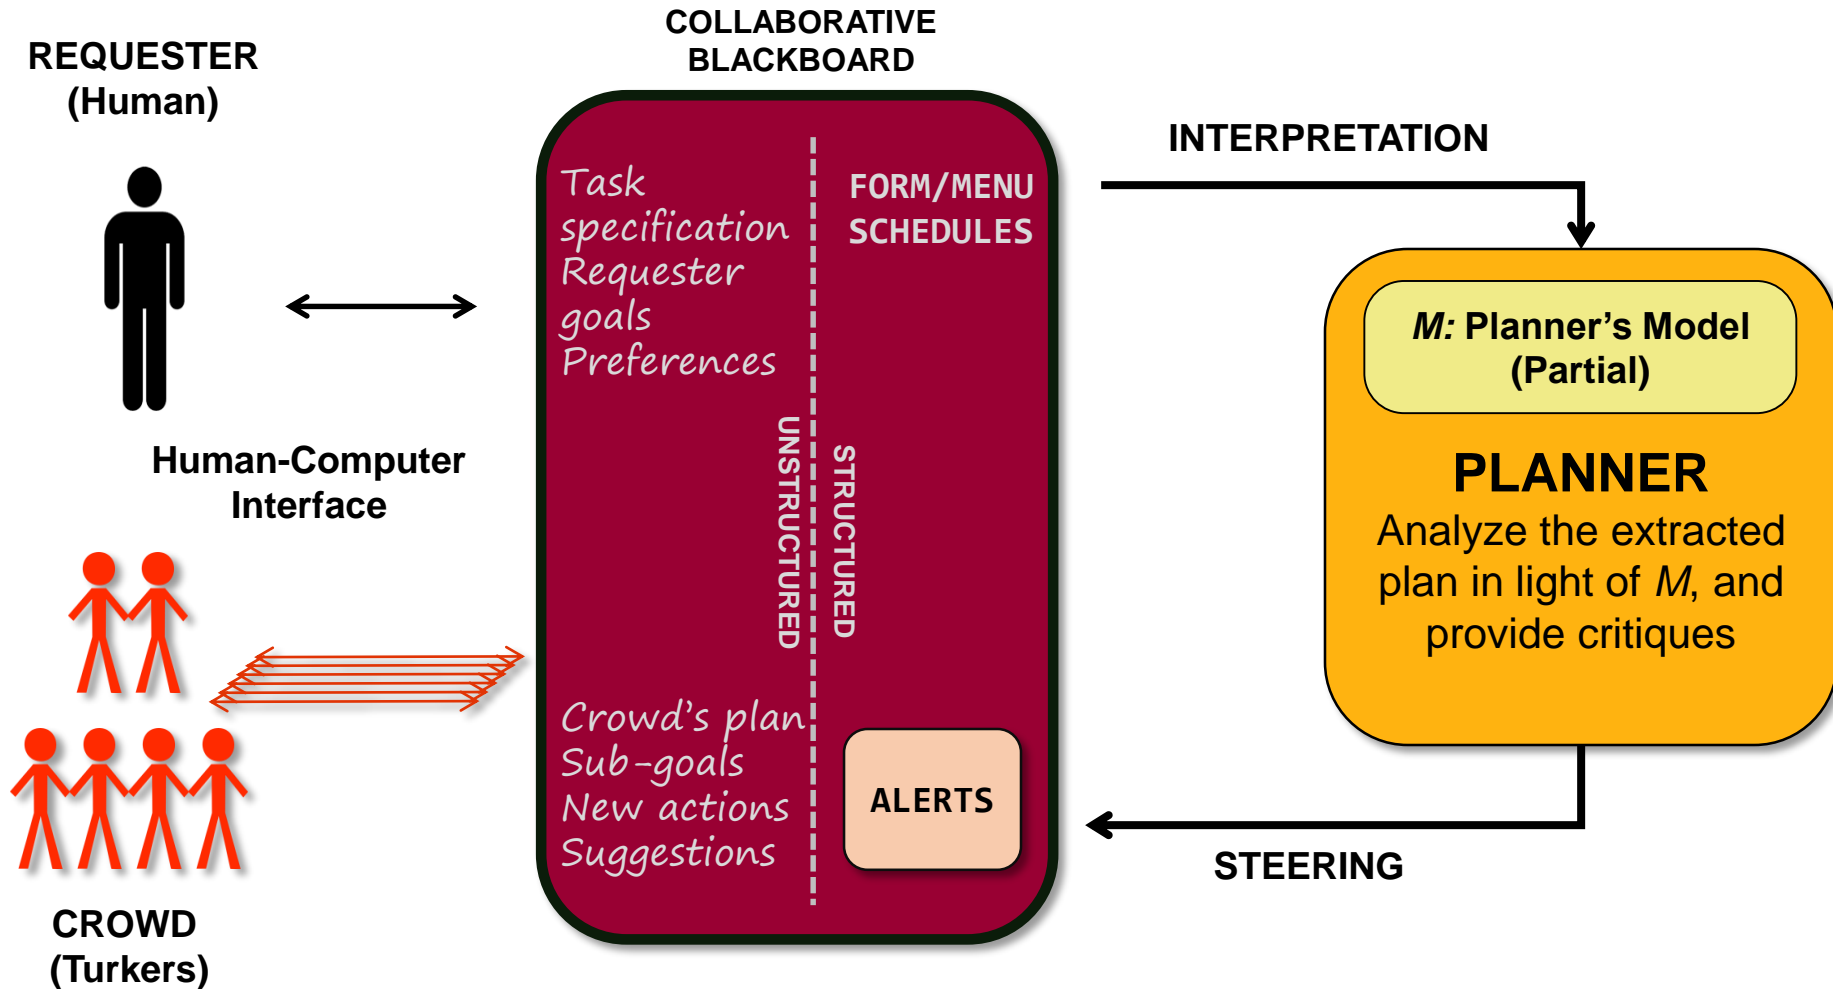 COLLABORATIVE
BLACKBOARD
REQUESTER
(Human)
Human-Computer
Interface
CROWD
(Turkers)
Task
specification
Requester
goals
Preferences
FORM/MENU
SCHEDULES
UNSTRUCTURED
STRUCTURED
Crowd's plan
Sub-goals
New actions
Suggestions
ALERTS
INTERPRETATION
M: Planner’s Model
(Partial)
PLANNER
Analyze the extracted
plan in light of M, and
provide critiques
STEERING